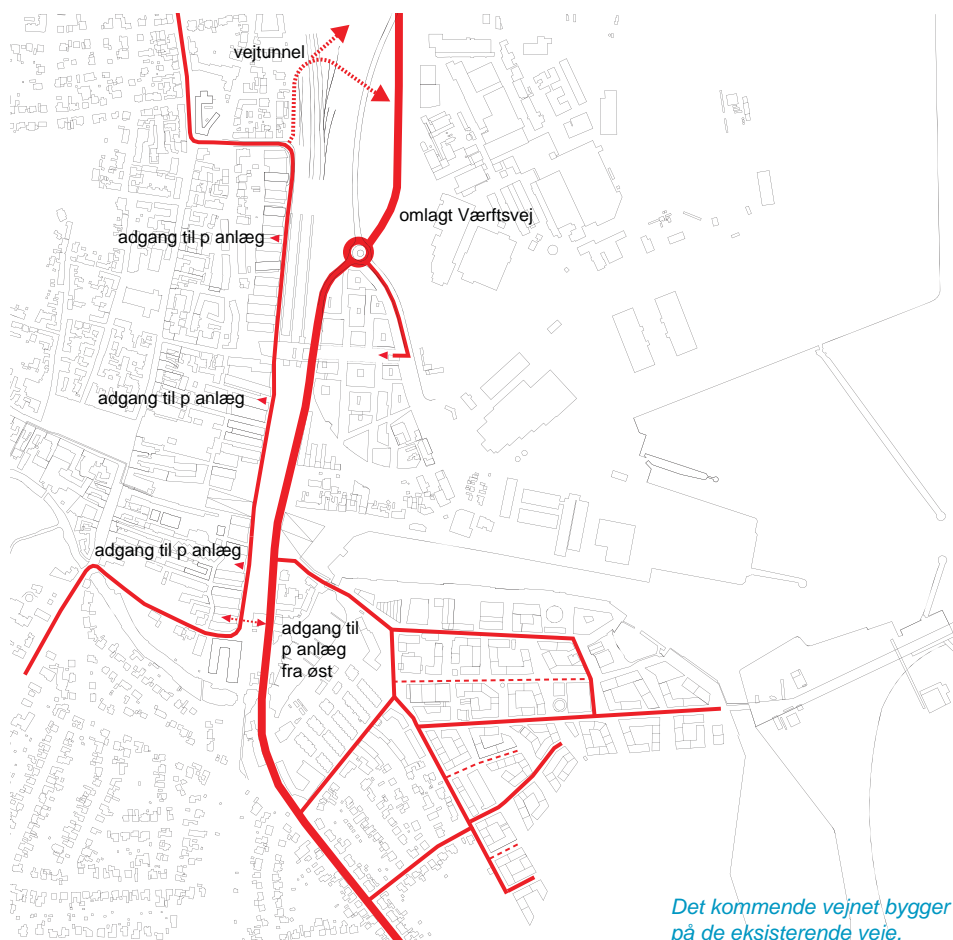 vejtunnel
omlagt Værftsvej
adgang til p anlæg
adgang til p anlæg
adgang til p anlæg
adgang til
p anlæg
fra øst
Det kommende vejnet bygger
på de eksisterende veje.